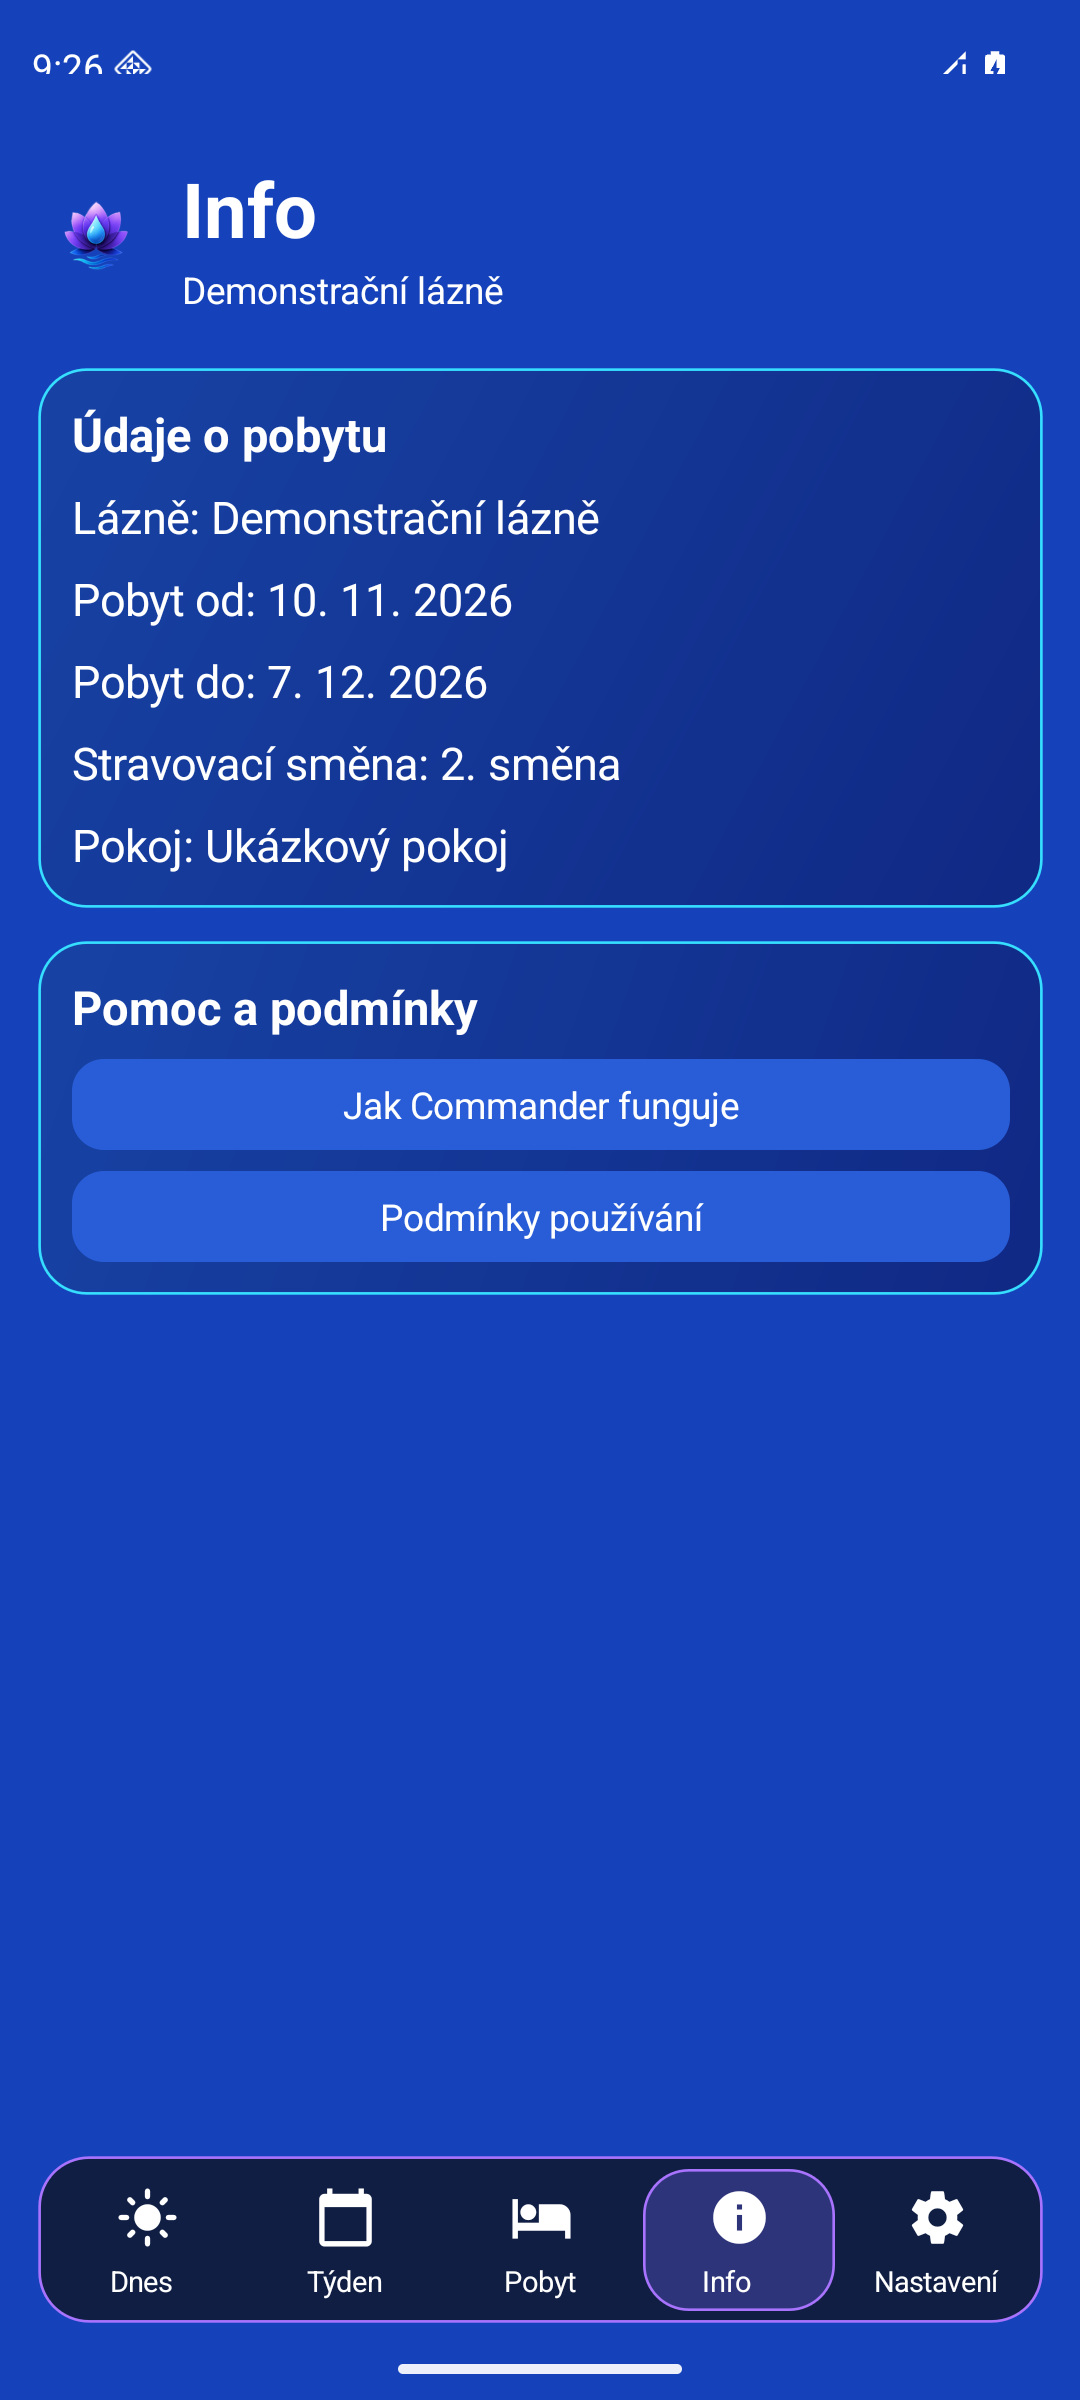 9:26
Info
Demonstrační lázně
Údaje o pobytu
Lázně: Demonstrační lázně
Pobyt od: 10. 11. 2026
Pobyt do: 7. 12. 2026
Stravovací směna: 2. směna
Pokoj: Ukázkový pokoj
Pomoc a podmínky
Jak Commander funguje
Podmínky používání
Dnes
Týden
Pobyt
Info
Nastavení